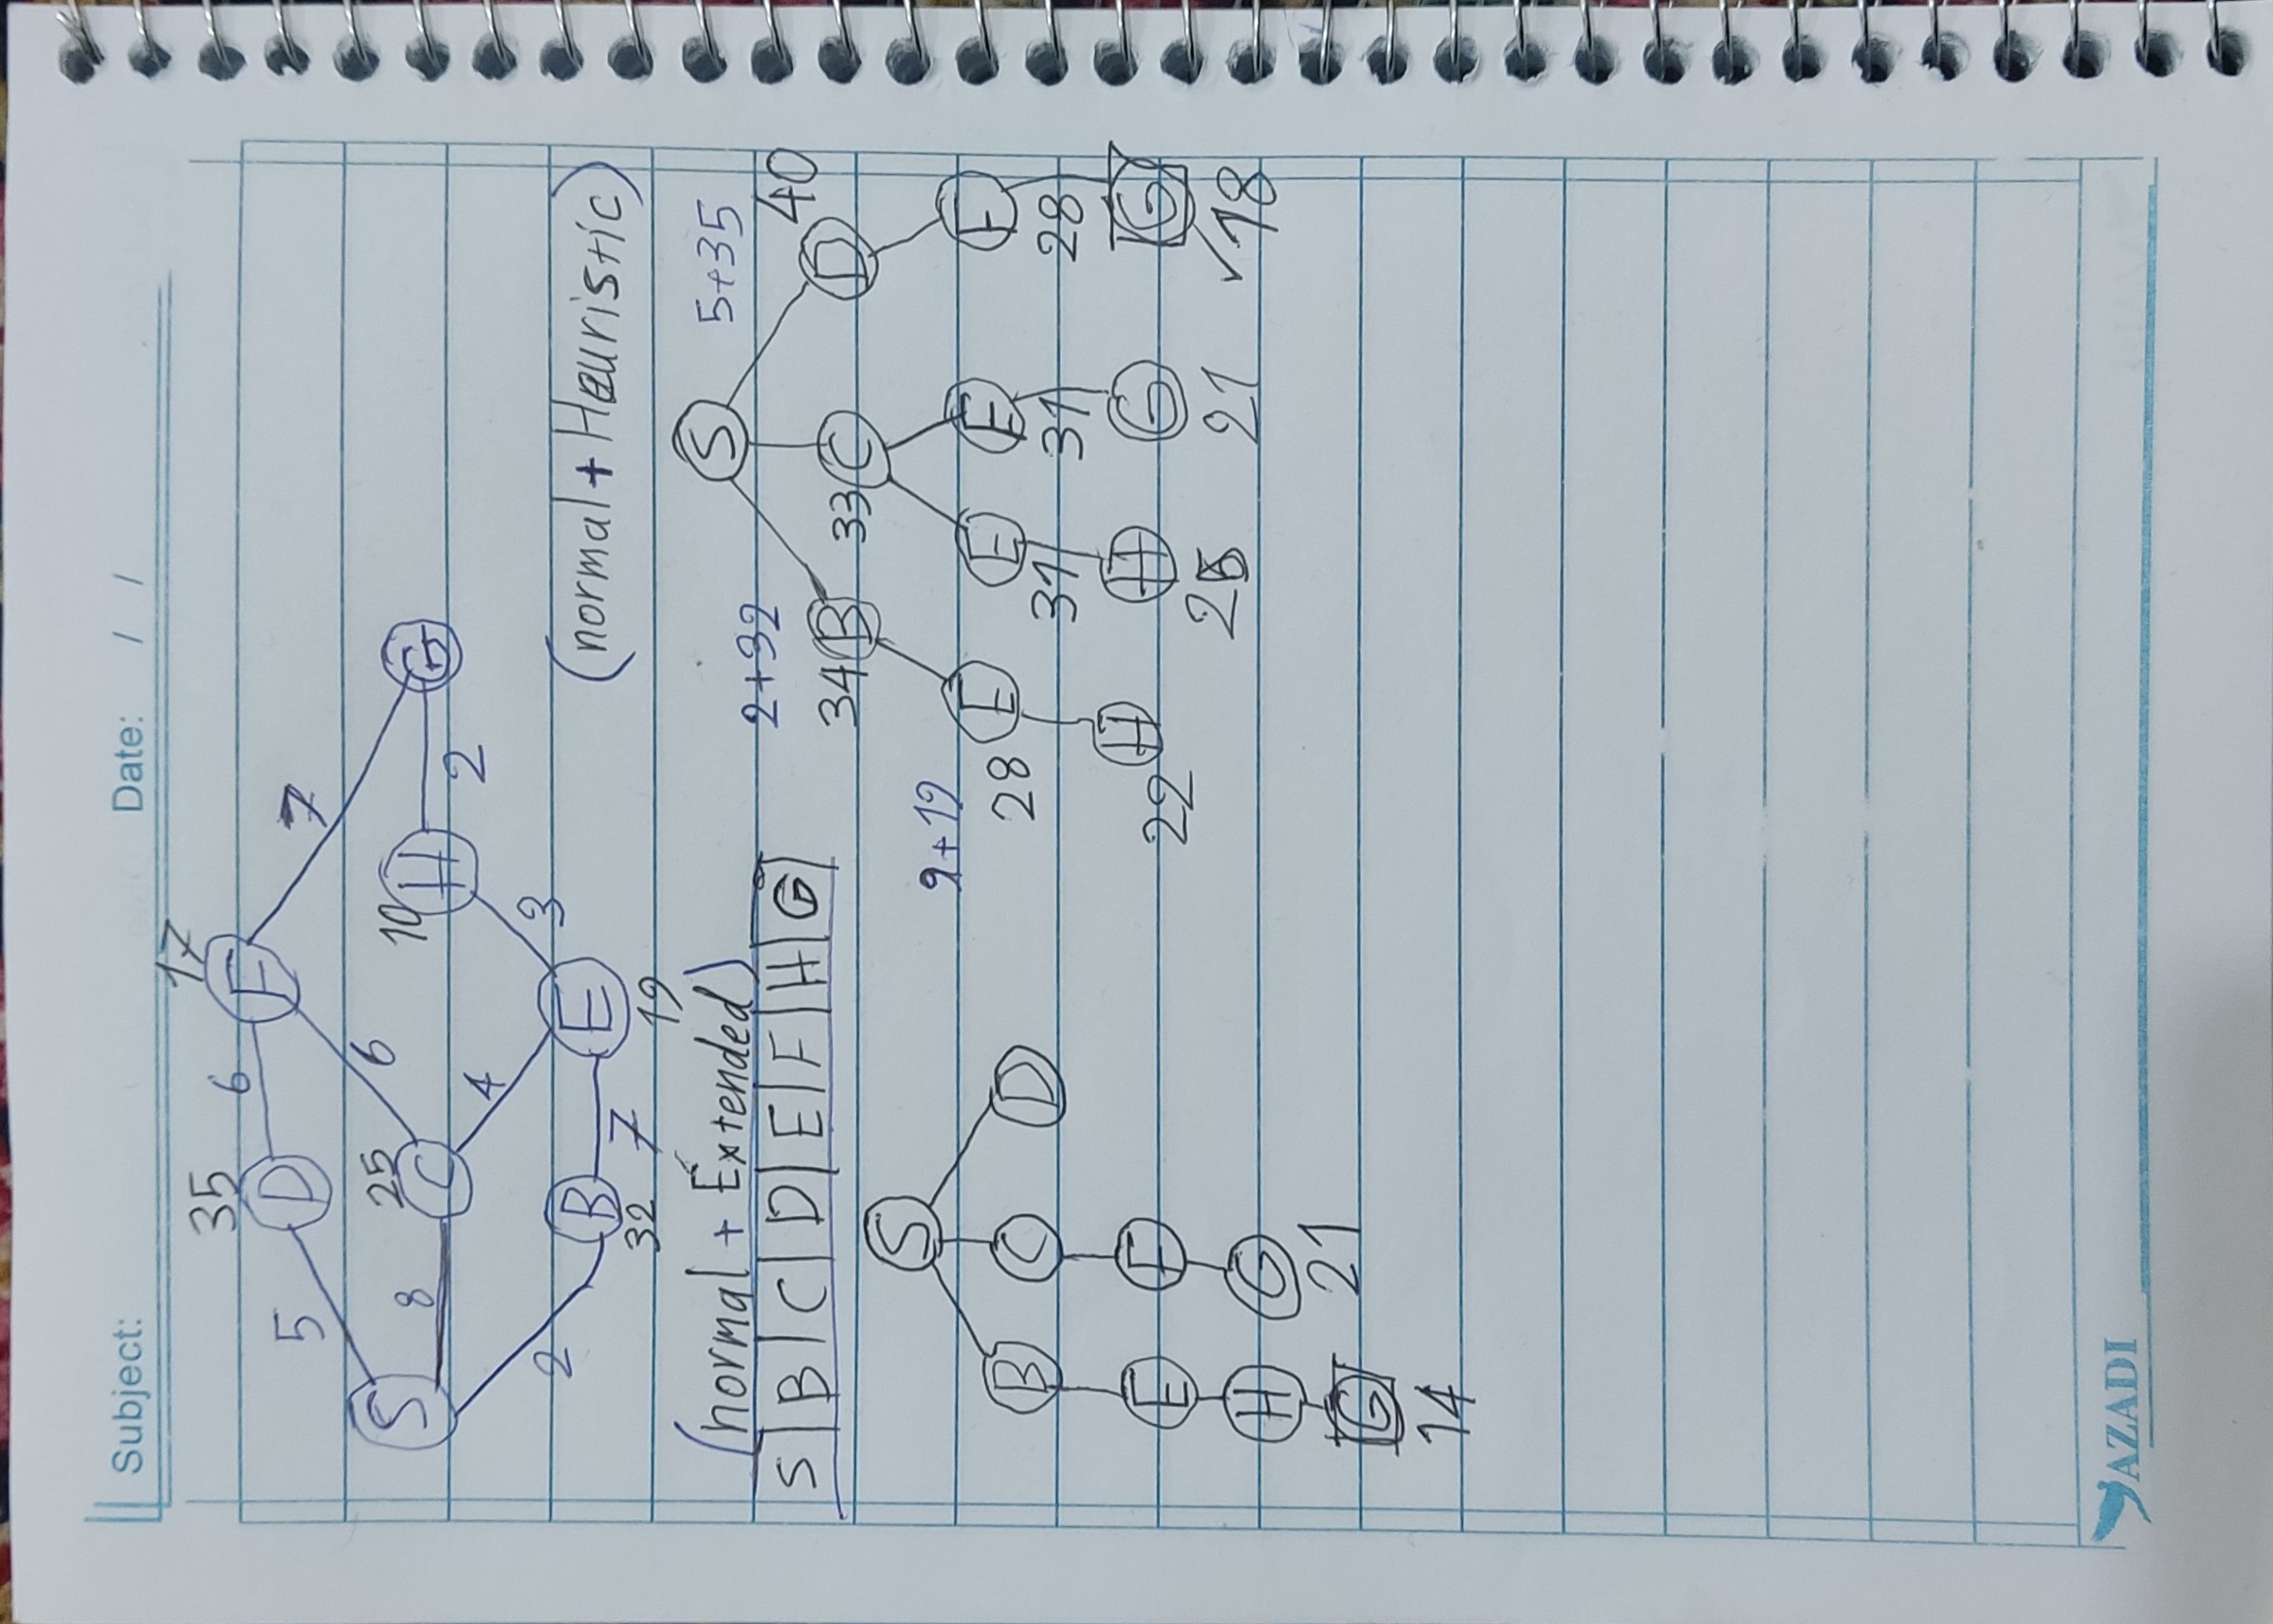 Subject: Date: / /
17
35 6 F
5 D 7
S 25 6 10 H G
8 C 2
4
2 3
B E (normal + Heuristic)
32 7 19
(normal + Extended) S 5+35
2+32
S B C D E F H G 40
34 B 33 C D
S
9+19
E E E F
B C D 28 31 31 28
E F H H G G
22 25 21 ✓18
H G
21
G
14
AZADI